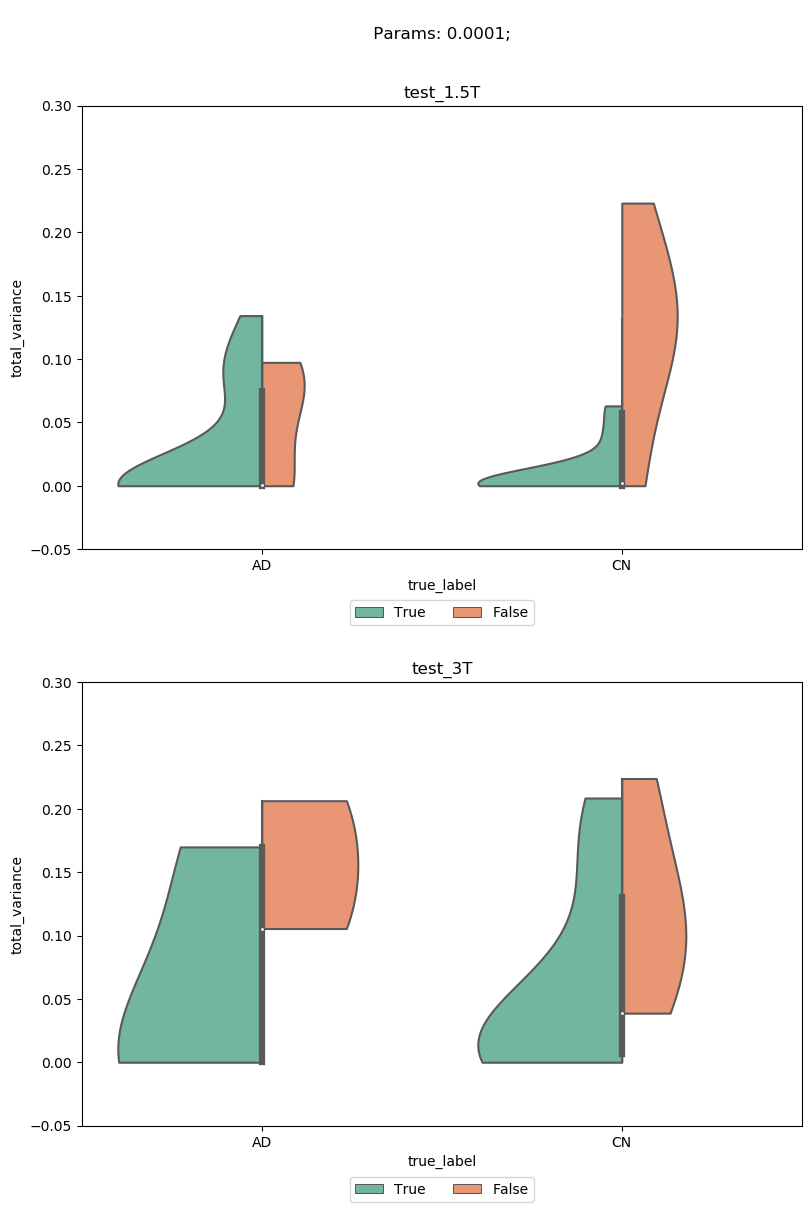 Params: 0.0001;
test_1.5T
0.30
0.25
0.20
0.15
0.10
0.05
0.00
−0.05
total_variance
AD CN
true_label
True False
test_3T
0.30
0.25
0.20
0.15
0.10
0.05
0.00
−0.05
total_variance
AD CN
true_label
True False